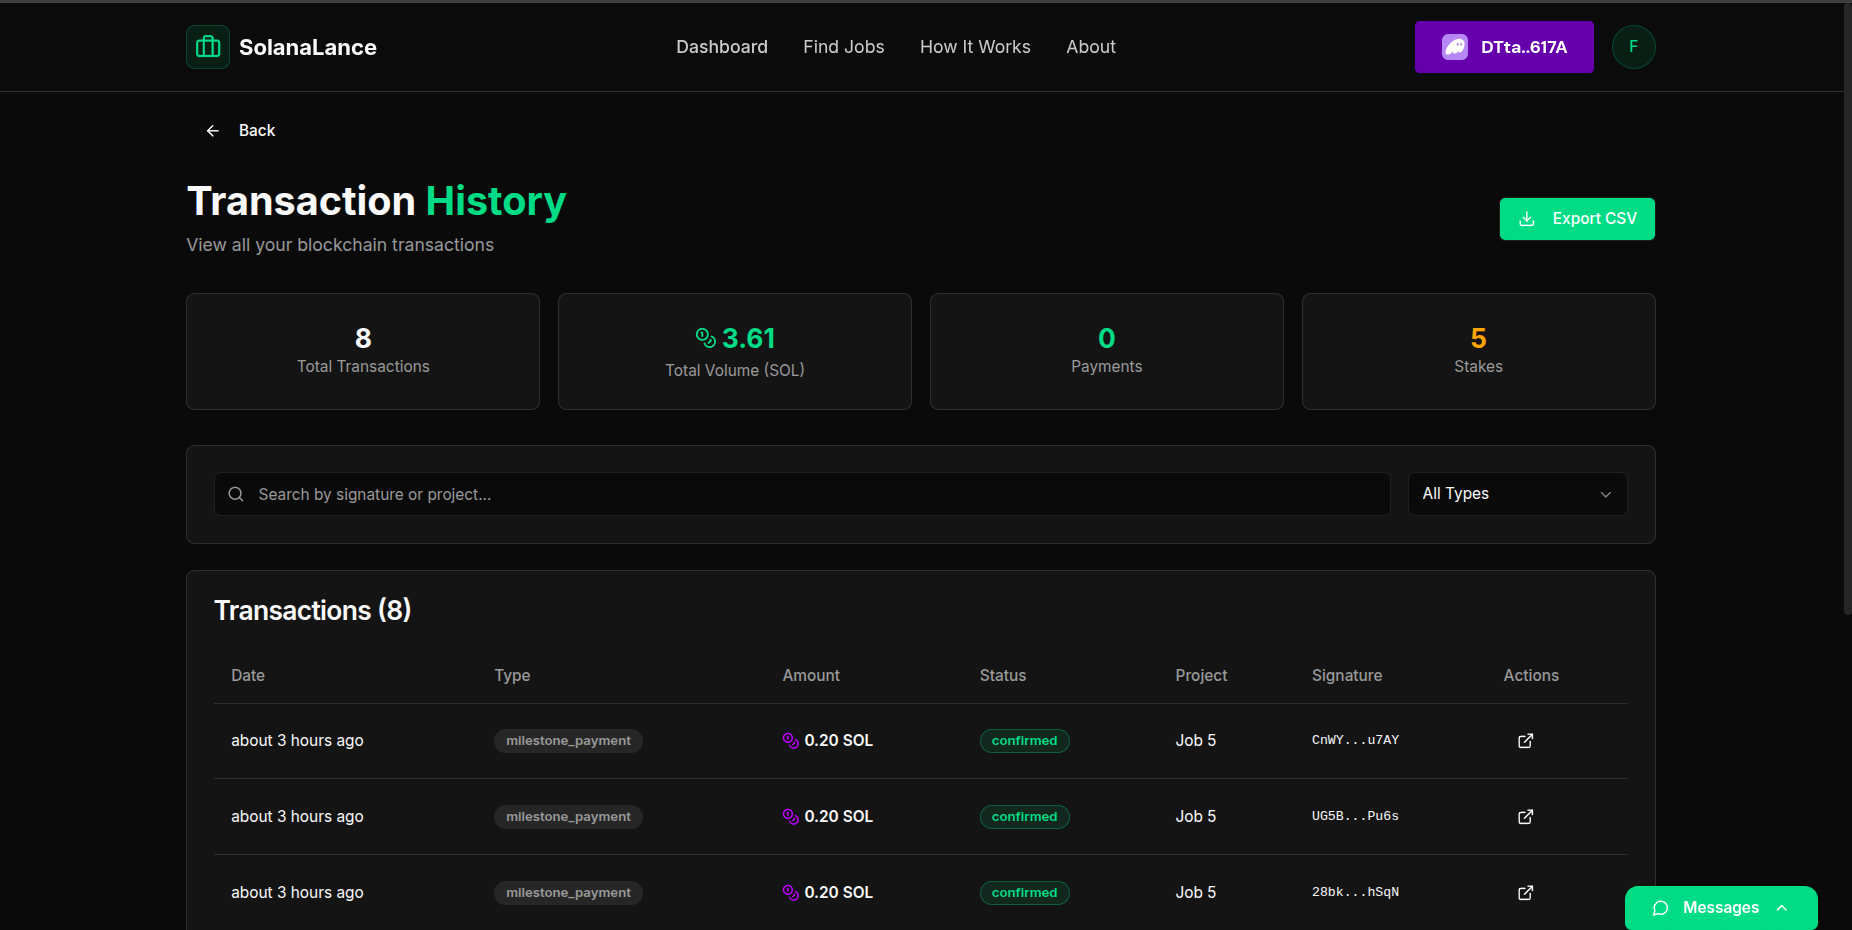 SolanaLance
Dashboard Find Jobs How It Works About
DTta..617A
F
Back
Transaction History
View all your blockchain transactions
Export CSV
8
Total Transactions
3.61
Total Volume (SOL)
0
Payments
5
Stakes
Search by signature or project...
All Types
Transactions (8)
Date Type Amount Status Project Signature Actions
about 3 hours ago milestone_payment 0.20 SOL confirmed Job 5 CnWY...u7AY
about 3 hours ago milestone_payment 0.20 SOL confirmed Job 5 UG5B...Pu6s
about 3 hours ago milestone_payment 0.20 SOL confirmed Job 5 28bk...hSqN
Messages